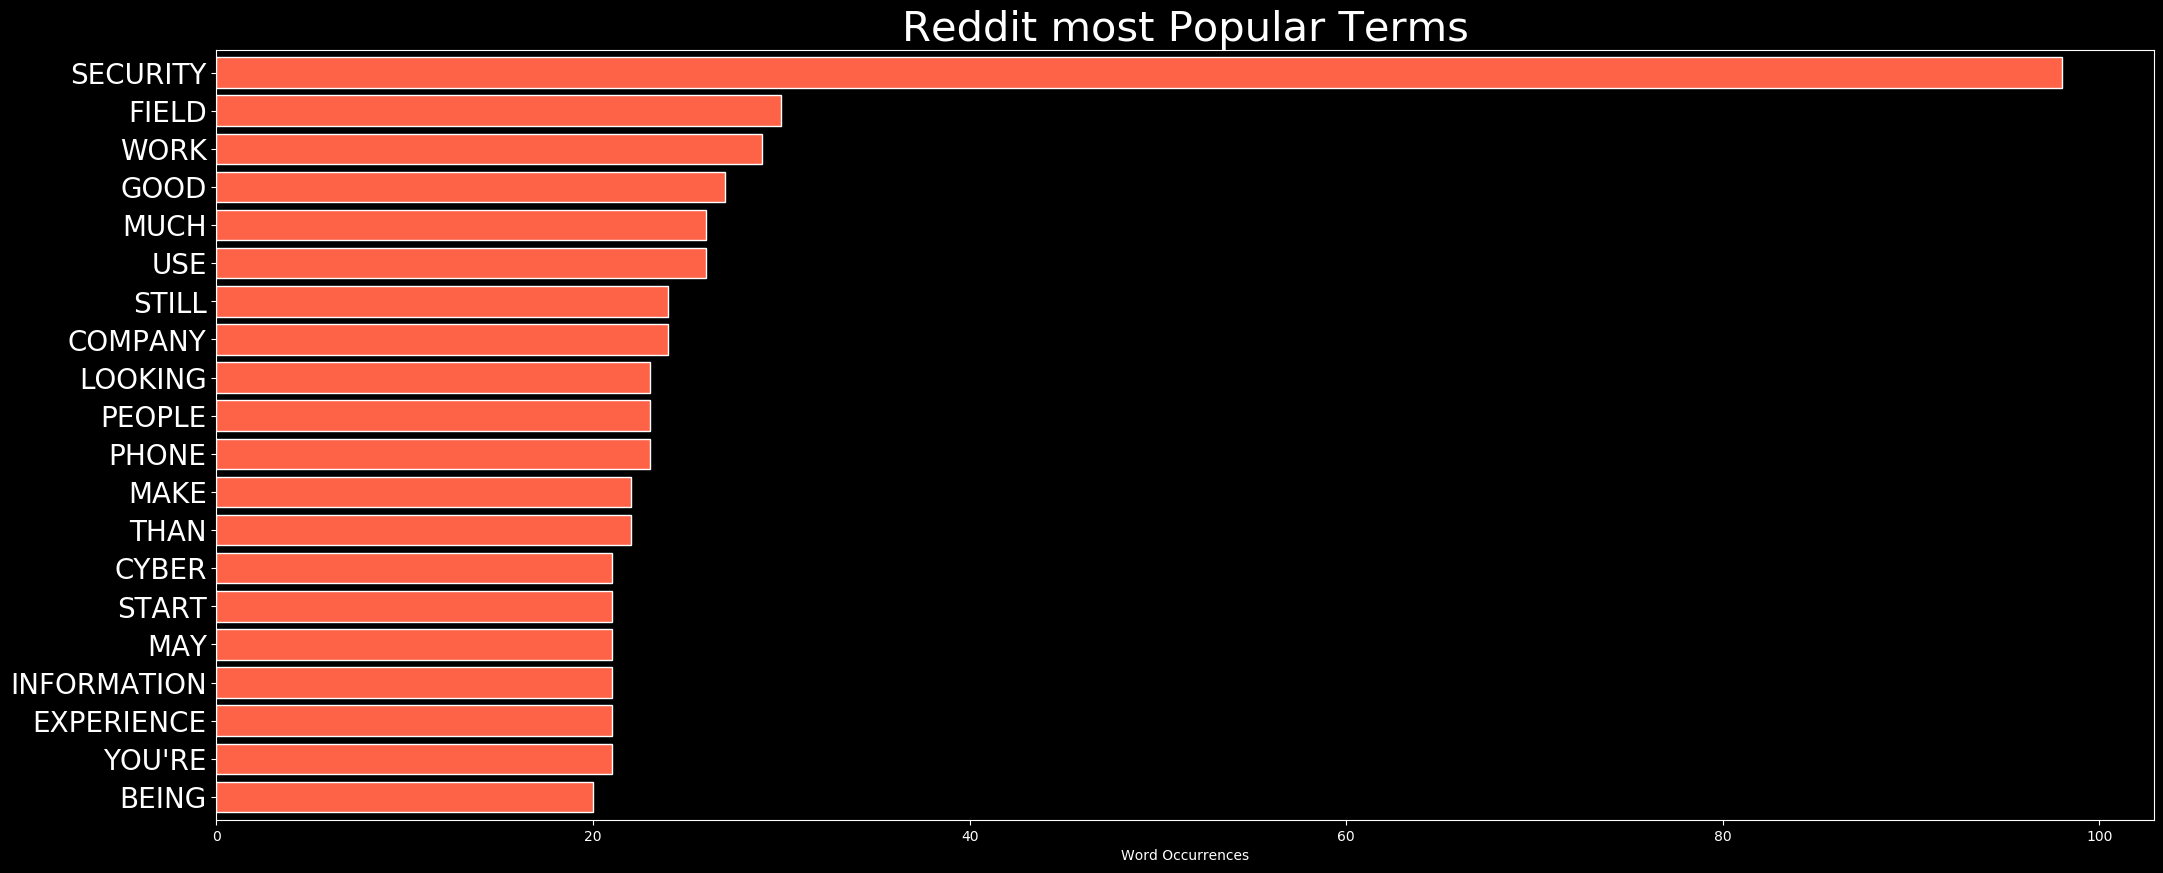 Reddit most Popular Terms
SECURITY
FIELD
WORK
GOOD
MUCH
USE
STILL
COMPANY
LOOKING
PEOPLE
PHONE
MAKE
THAN
CYBER
START
MAY
INFORMATION
EXPERIENCE
YOU'RE
BEING
0 20 40 60 80 100
Word Occurrences